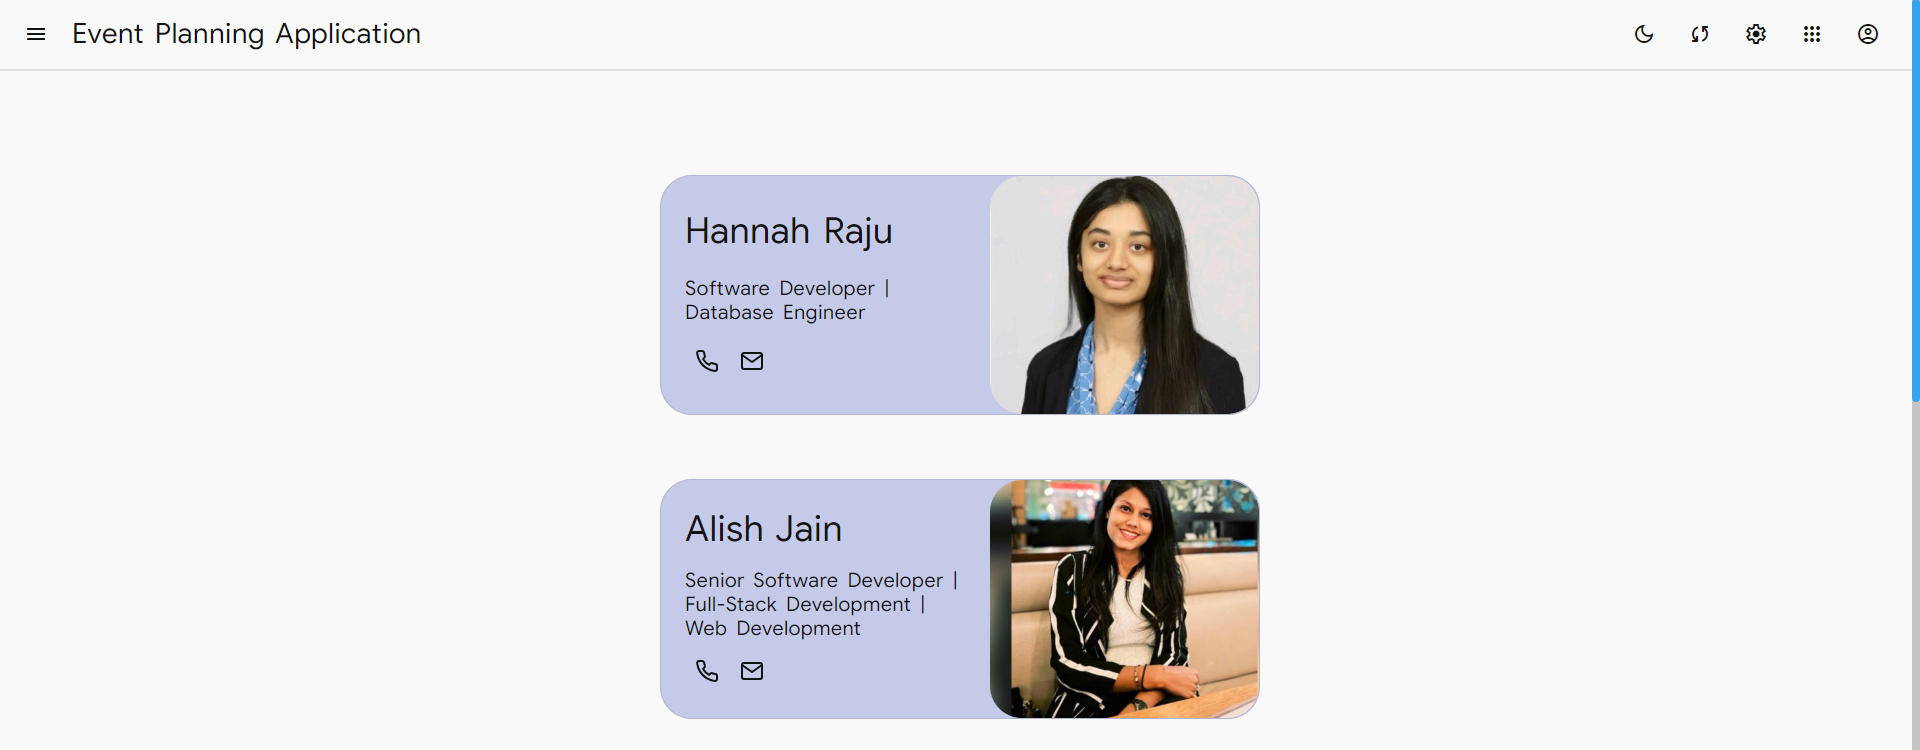 Event Planning Application
Hannah Raju
Software Developer |
Database Engineer
Alish Jain
Senior Software Developer |
Full-Stack Development |
Web Development